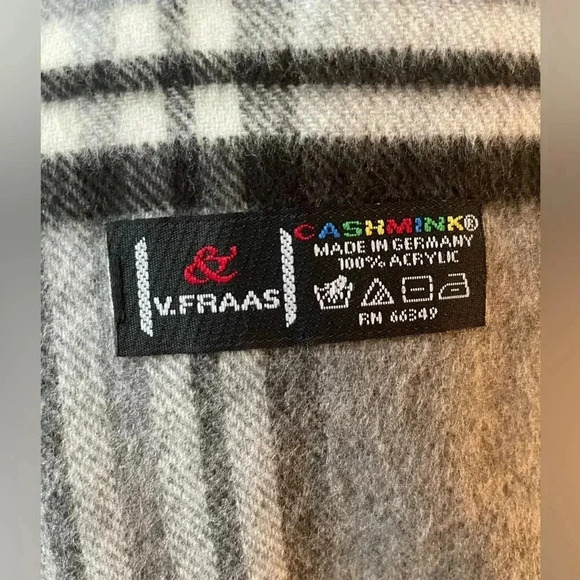 &
V.FRAAS
CASHMINK®
MADE IN GERMANY
100% ACRYLIC
RN 66349